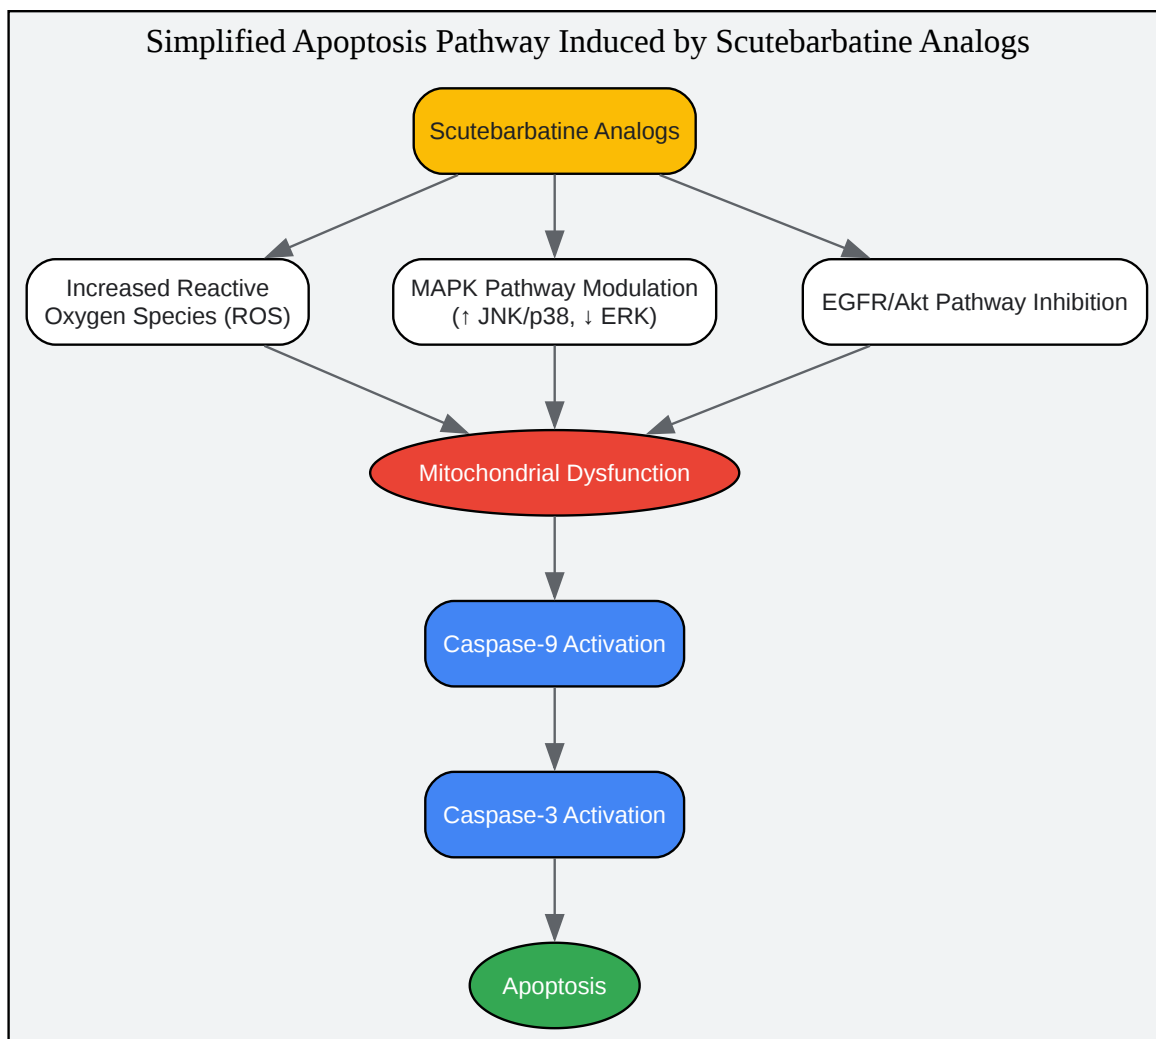 Simplified Apoptosis Pathway Induced by Scutebarbatine Analogs
Scutebarbatine Analogs
Increased Reactive
Oxygen Species (ROS)
MAPK Pathway Modulation
(↑ JNK/p38, ↓ ERK)
EGFR/Akt Pathway Inhibition
Mitochondrial Dysfunction
Caspase-9 Activation
Caspase-3 Activation
Apoptosis